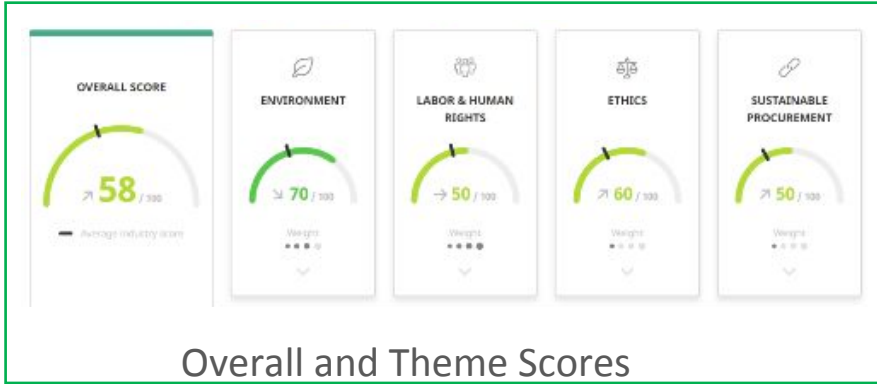 OVERALL SCORE
58 / 100
Average industry score
ENVIRONMENT
70 / 100
Weight
LABOR & HUMAN
RIGHTS
50 / 100
Weight
ETHICS
60 / 100
Weight
SUSTAINABLE
PROCUREMENT
50 / 100
Weight
Overall and Theme Scores